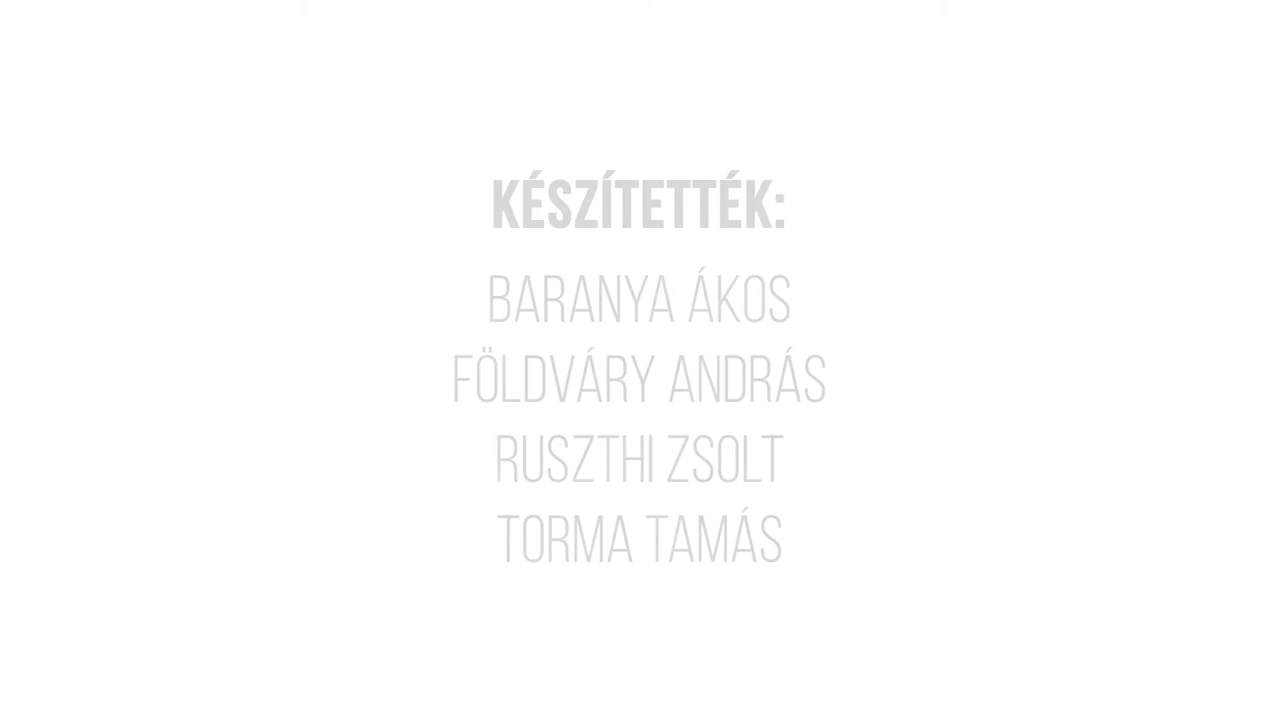 KÉSZÍTETTÉK:
BARANYA ÁKOS
FÖLDVÁRY ANDRÁS
RUSZTHI ZSOLT
TORMA TAMÁS